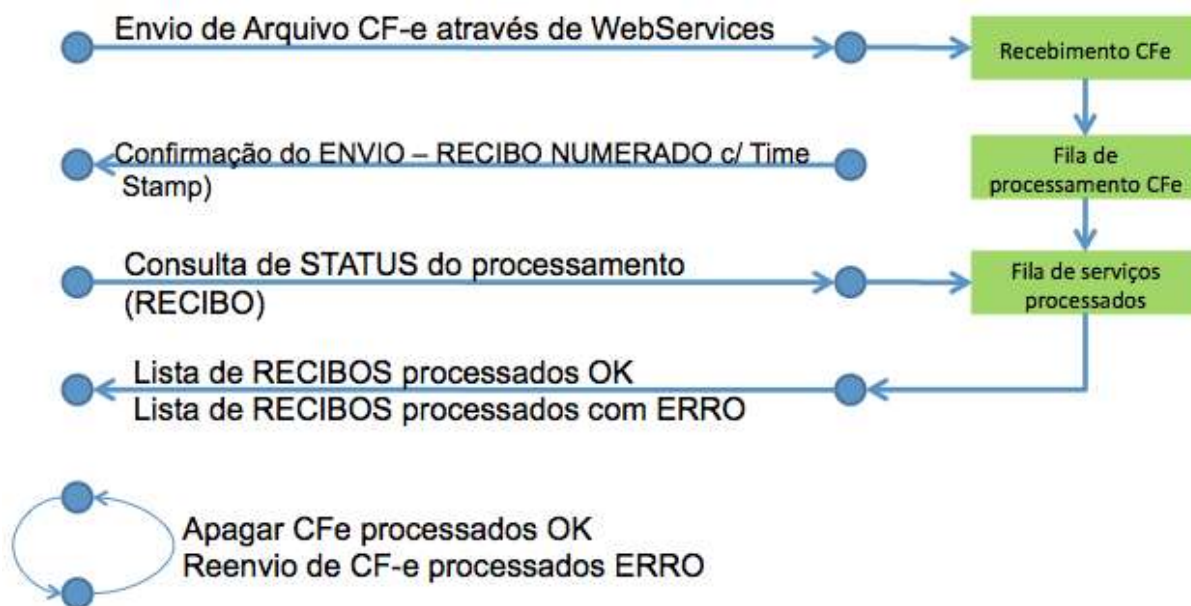 Envio de Arquivo CF-e através de WebServices
Recebimento CFe
Confirmação do ENVIO – RECIBO NUMERADO c/ Time
Stamp)
Fila de
processamento CFe
Consulta de STATUS do processamento
(RECIBO)
Fila de serviços
processados
Lista de RECIBOS processados OK
Lista de RECIBOS processados com ERRO
Apagar CFe processados OK
Reenvio de CF-e processados ERRO